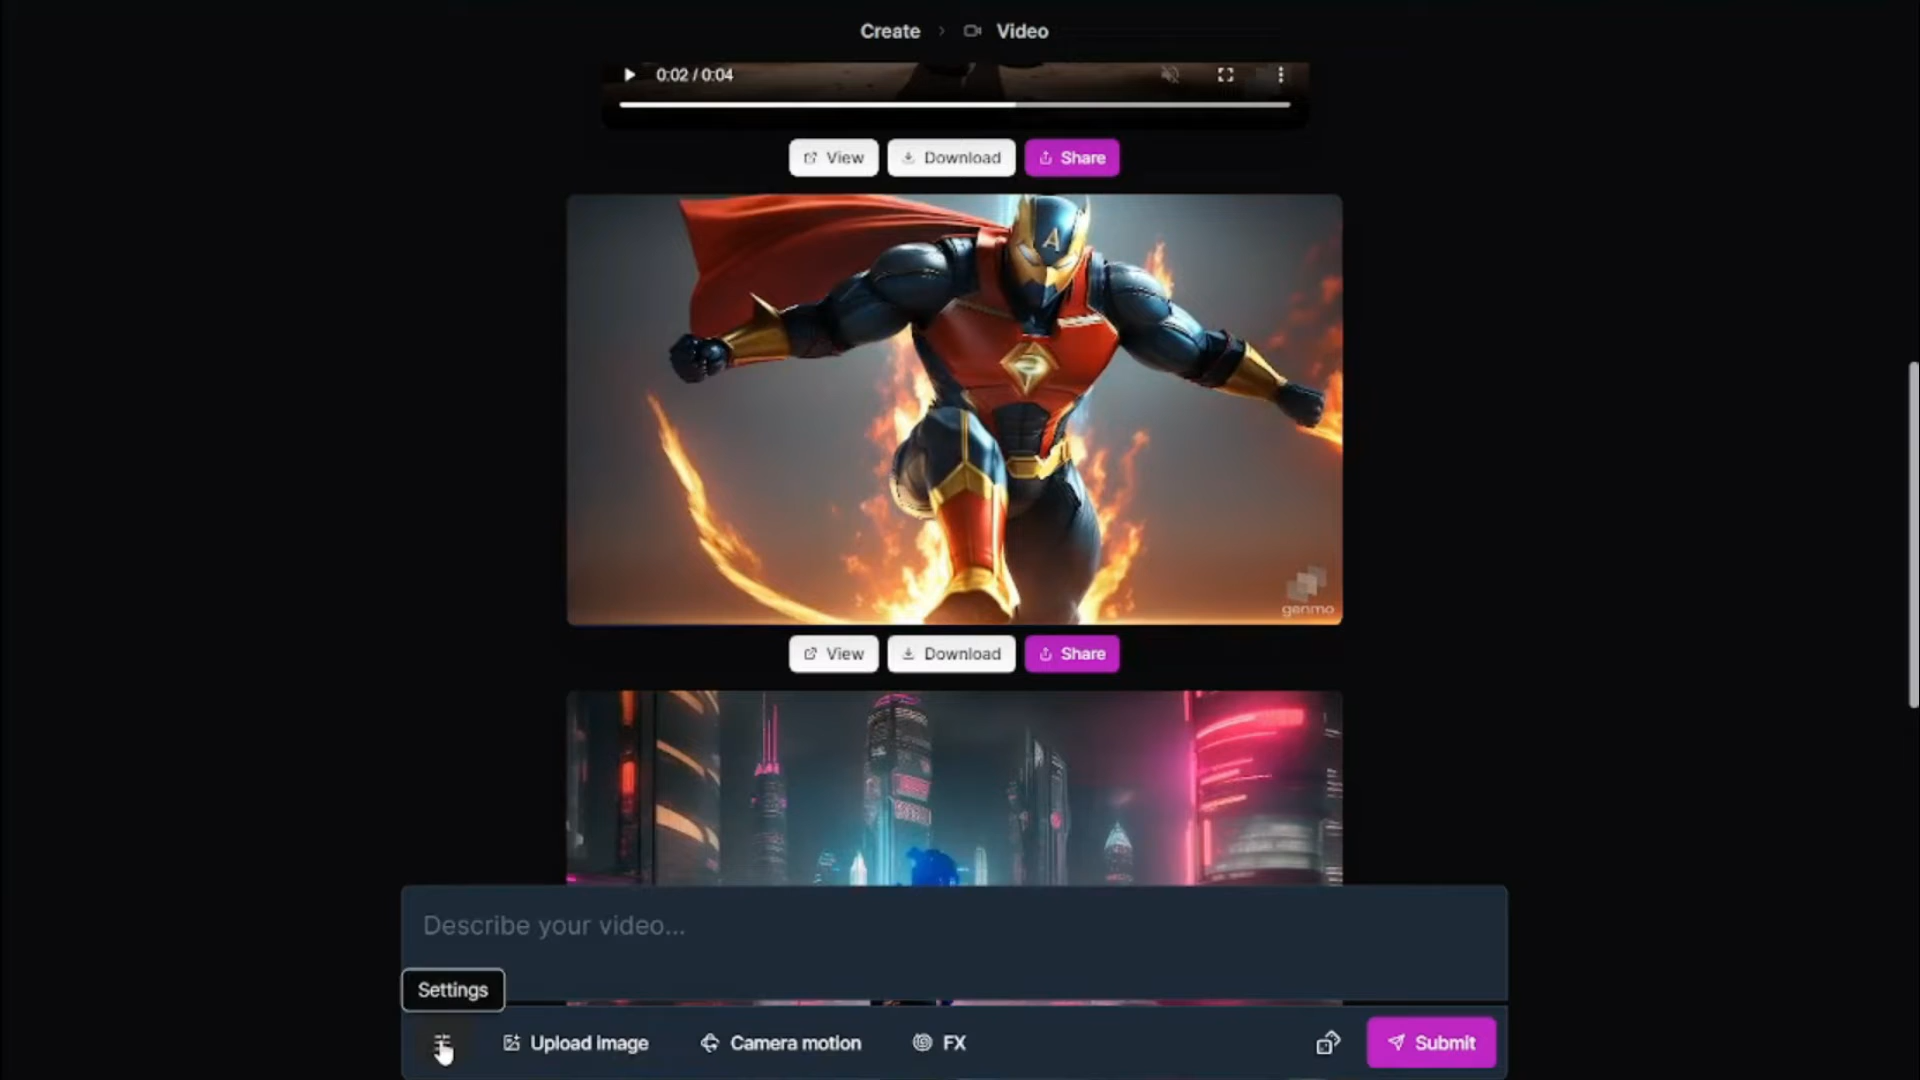 Create > Video
0:02 / 0:04
View Download Share
A
genmo
View Download Share
Describe your video...
Settings
Upload image Camera motion FX Submit